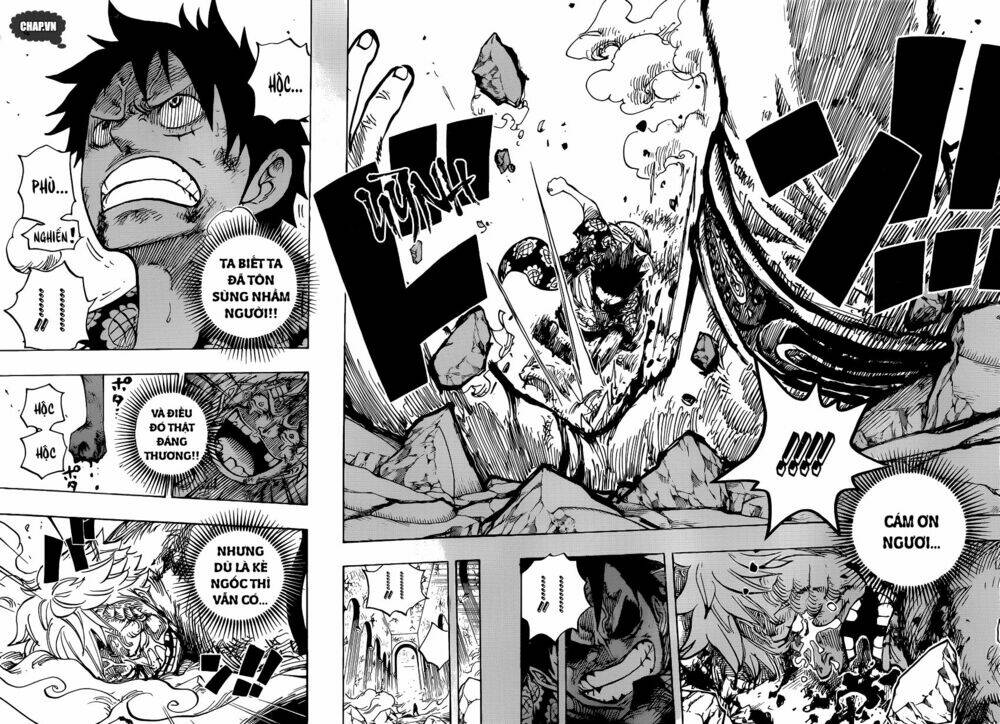 CHAP.VN
HỘC...
PHÙ...
NGHIẾN!
!!
TA BIẾT TA
ĐÃ TÔN
SÙNG NHẦM
NGƯỜI!!
HỘC
HỘC
VÀ ĐIỀU
ĐÓ THẬT
ĐÁNG
THƯƠNG!!
NHƯNG
DÙ LÀ KẺ
NGỐC THÌ
VẪN CÓ...
UỲNH
!!!!
CÁM ƠN
NGƯƠI...
!!
!!